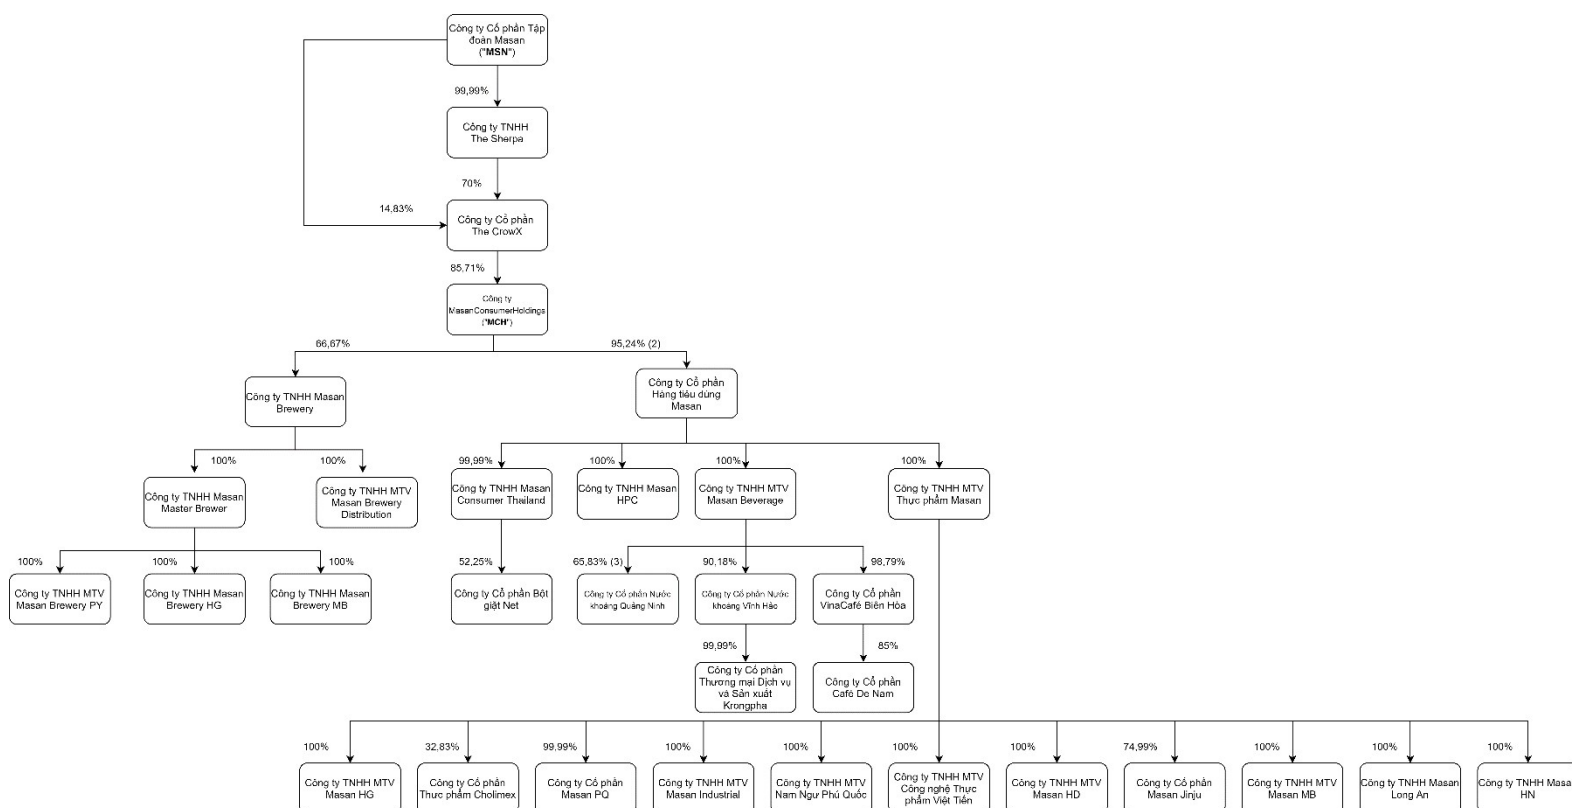 Công ty Cổ phần Tập
đoàn Masan
("MSN")
99,99%
Công ty TNHH
The Sherpa
70%
14,83%
Công ty Cổ phần
The CrowX
85,71%
Công ty
MasanConsumerHoldings
("MCH")
66,67%
95,24% (2)
Công ty TNHH Masan
Brewery
Công ty Cổ phần
Hàng tiêu dùng
Masan
100%
100%
99,99%
100%
100%
100%
Công ty TNHH Masan
Master Brewer
Công ty TNHH MTV
Masan Brewery
Distribution
Công ty TNHH Masan
Consumer Thailand
Công ty TNHH Masan
HPC
Công ty TNHH MTV
Masan Beverage
Công ty TNHH MTV
Thực phẩm Masan
100%
100%
100%
52,25%
65,83% (3)
90,18%
98,79%
Công ty TNHH MTV
Masan Brewery PY
Công ty TNHH Masan
Brewery HG
Công ty TNHH Masan
Brewery MB
Công ty Cổ phần Bột
giặt Net
Công ty Cổ phần Nước
khoáng Quảng Ninh
Công ty Cổ phần Nước
khoáng Vĩnh Hảo
Công ty Cổ phần
VinaCafé Biên Hòa
99,99%
85%
Công ty Cổ phần
Thương mại Dịch vụ
và Sản xuất
Krongpha
Công ty Cổ phần
Café De Nam
100%
32,83%
99,99%
100%
100%
100%
100%
74,99%
100%
100%
100%
Công ty TNHH MTV
Masan HG
Công ty Cổ phần
Thực phẩm Cholimex
Công ty Cổ phần
Masan PQ
Công ty TNHH MTV
Masan Industrial
Công ty TNHH MTV
Nam Ngư Phú Quốc
Công ty TNHH MTV
Công nghệ Thực
phẩm Việt Tiến
Công ty TNHH MTV
Masan HD
Công ty Cổ phần
Masan Jinju
Công ty TNHH MTV
Masan MB
Công ty TNHH Masan
Long An
Công ty TNHH Masan
HN